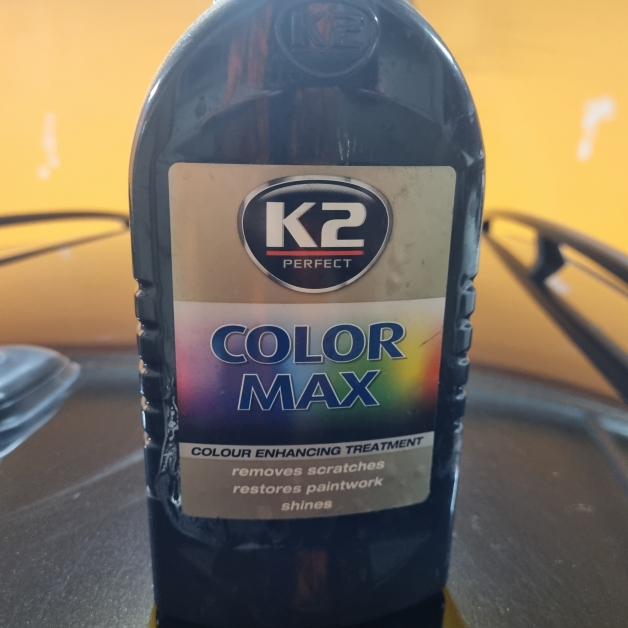 K2
K2
PERFECT
COLOR
MAX
COLOUR ENHANCING TREATMENT
removes scratches
restores paintwork
shines